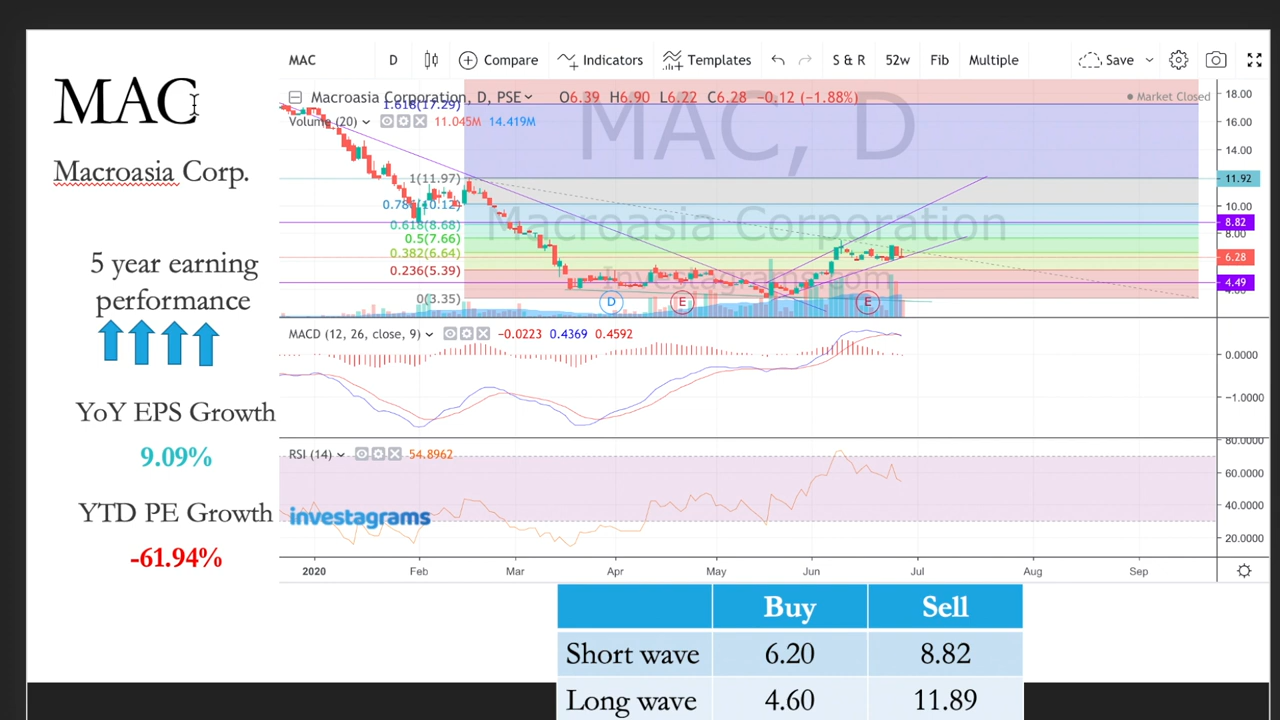 MAC
Macroasia Corp.
5 year earning
performance
YoY EPS Growth
9.09%
YTD PE Growth
-61.94%
MAC D Compare Indicators Templates S & R 52w Fib Multiple Save
Macroasia Corporation, D, PSE O6.39 H6.90 L6.22 C6.28 -0.12 (-1.88%) Market Closed
1.618(17.29)
Volume (20) 11.045M 14.419M
MAC, D
Macroasia Corporation
Investagrams.com
1(11.97)
0.786(10.12)
0.618(8.68)
0.5(7.66)
0.382(6.64)
0.236(5.39)
0(3.35)
D E E
18.00
16.00
14.00
11.92
10.00
8.82
8.00
6.28
4.49
MACD (12, 26, close, 9) -0.0223 0.4369 0.4592
0.0000
-1.0000
RSI (14) 54.8962
80.0000
60.0000
40.0000
20.0000
investagrams
2020 Feb Mar Apr May Jun Jul Aug Sep
Buy Sell
Short wave 6.20 8.82
Long wave 4.60 11.89